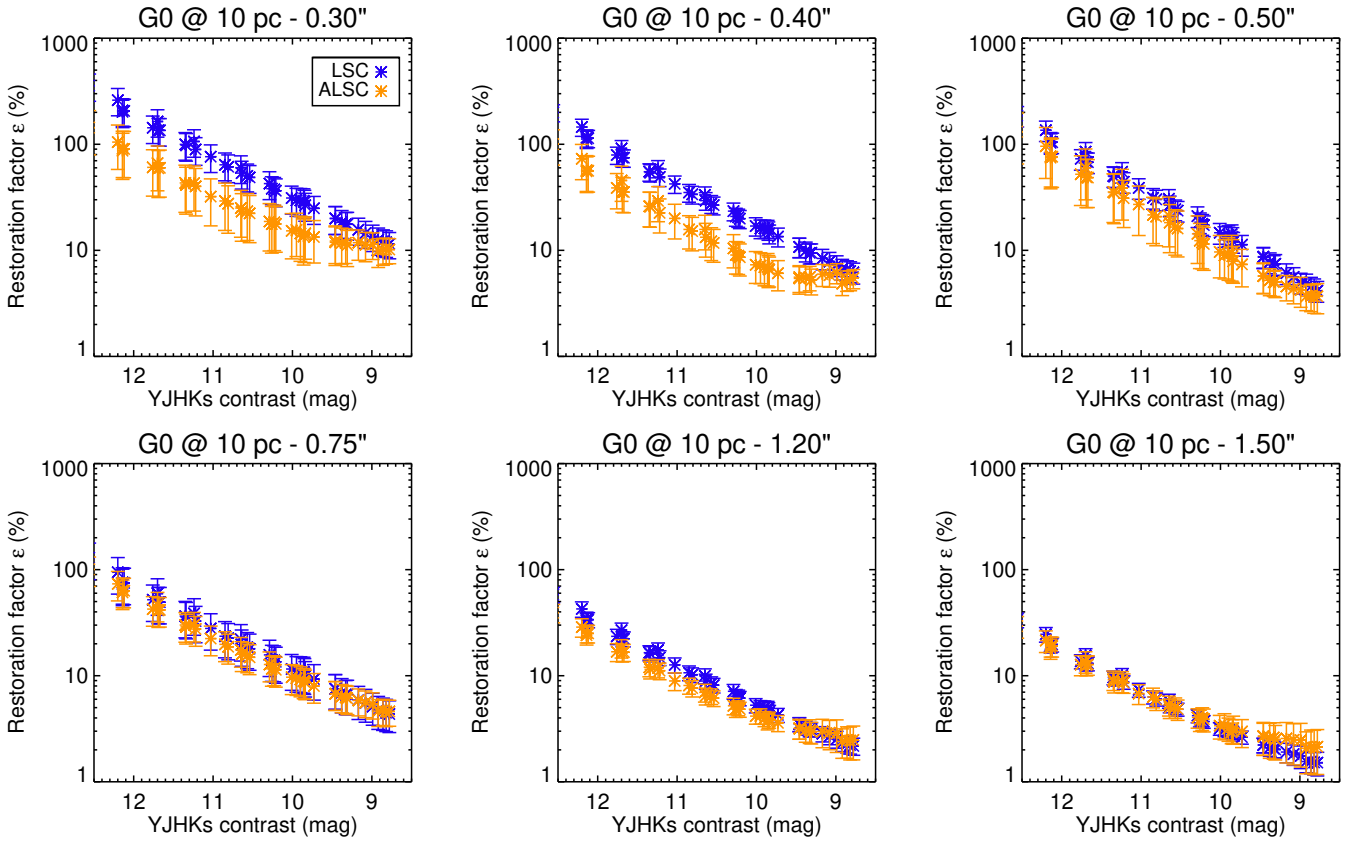 G0 @ 10 pc - 0.30"
1000
100
10
1
Restoration factor ε (%)
LSC
ALSC
12 11 10 9
YJHKs contrast (mag)
G0 @ 10 pc - 0.40"
1000
100
10
1
Restoration factor ε (%)
12 11 10 9
YJHKs contrast (mag)
G0 @ 10 pc - 0.50"
1000
100
10
1
Restoration factor ε (%)
12 11 10 9
YJHKs contrast (mag)
G0 @ 10 pc - 0.75"
1000
100
10
1
Restoration factor ε (%)
12 11 10 9
YJHKs contrast (mag)
G0 @ 10 pc - 1.20"
1000
100
10
1
Restoration factor ε (%)
12 11 10 9
YJHKs contrast (mag)
G0 @ 10 pc - 1.50"
1000
100
10
1
Restoration factor ε (%)
12 11 10 9
YJHKs contrast (mag)